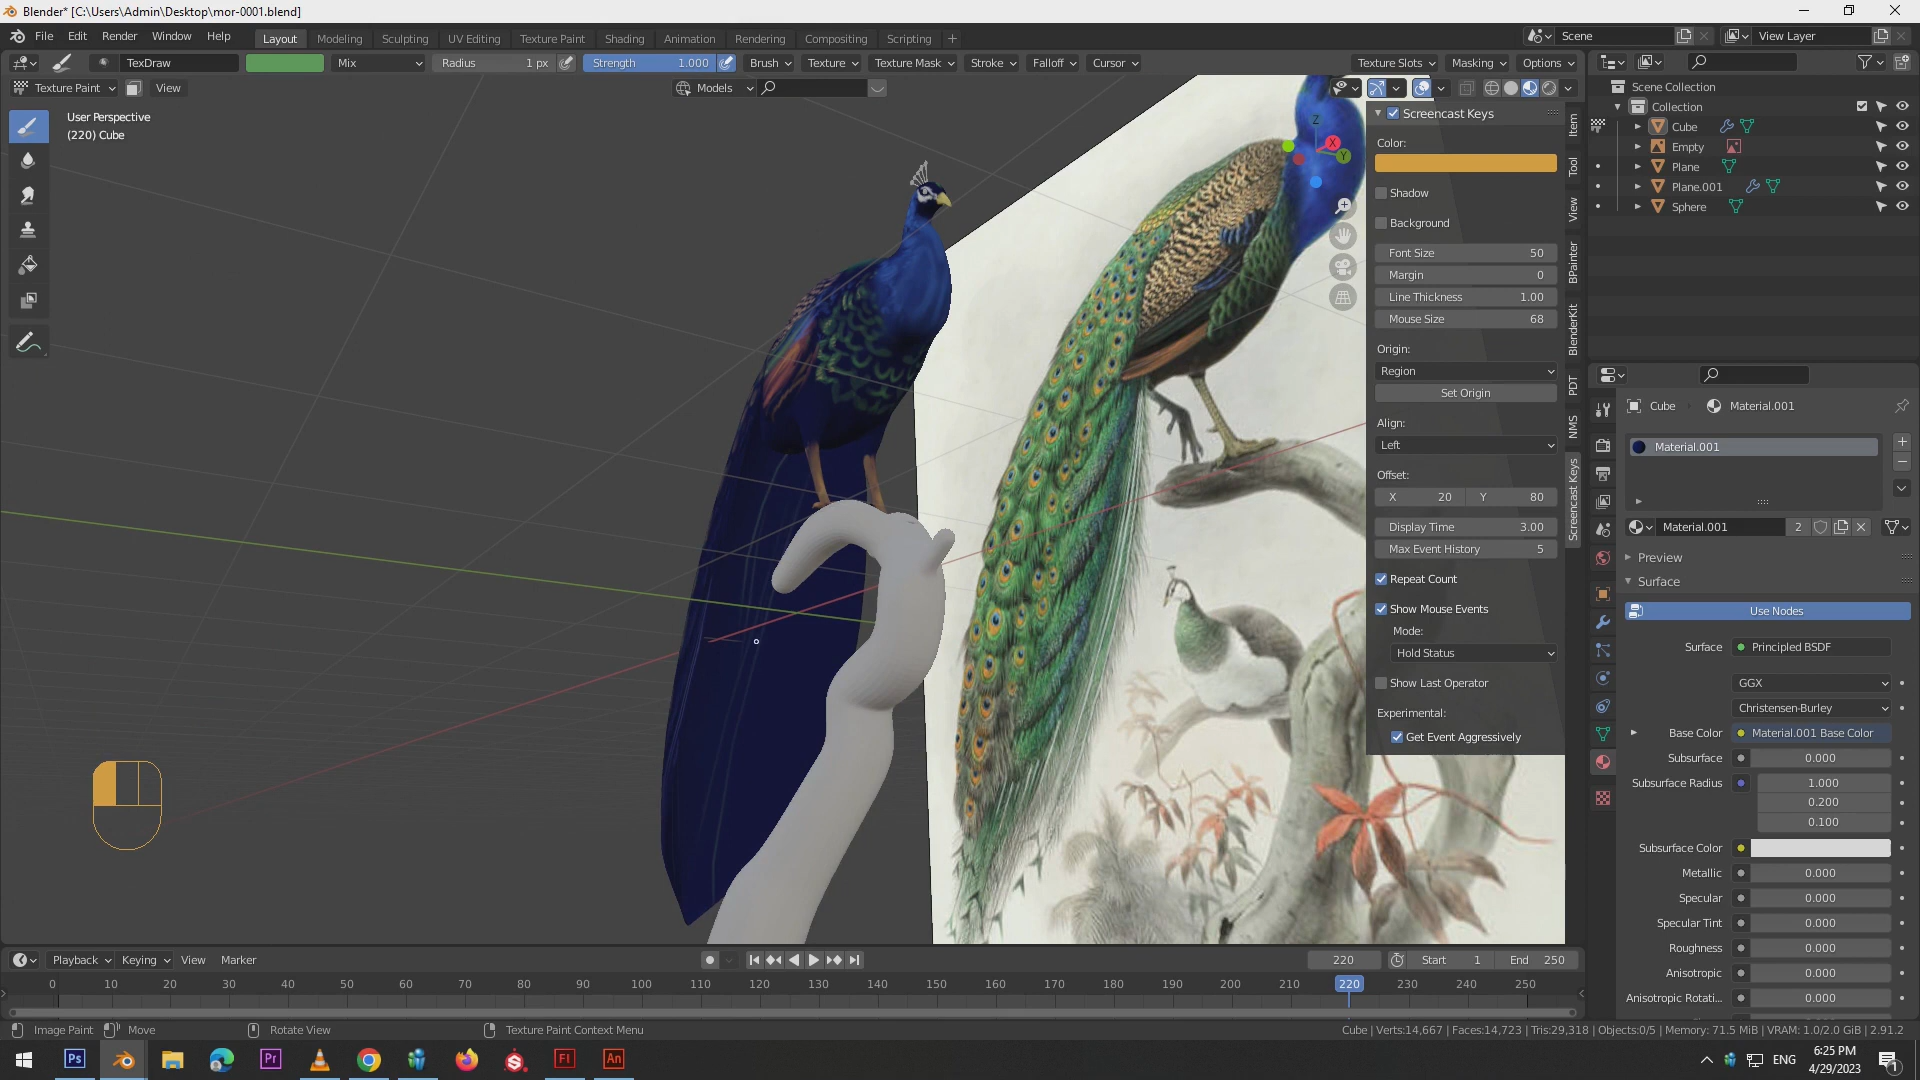 Blender* [C:\Users\Admin\Desktop\mor-0001.blend]
File Edit Render Window Help Layout Modeling Sculpting UV Editing Texture Paint Shading Animation Rendering Compositing Scripting + Scene View Layer
TexDraw Mix Radius 1 px Strength 1.000 Brush Texture Texture Mask Stroke Falloff Cursor Texture Slots Masking Options
Texture Paint View Models
User Perspective
(220) Cube
Z
X
Y
Screencast Keys
Color:
Shadow
Background
Font Size 50
Margin 0
Line Thickness 1.00
Mouse Size 68
Origin:
Region
Set Origin
Align:
Left
Offset:
X 20 Y 80
Display Time 3.00
Max Event History 5
Repeat Count
Show Mouse Events
Mode:
Hold Status
Show Last Operator
Experimental:
Get Event Aggressively
Item
Tool
View
BPainter
BlenderKit
PDT
NMS
Screencast Keys
Scene Collection
Collection
Cube
Empty
Plane
Plane.001
Sphere
Cube Material.001
Material.001
Material.001 2
Preview
Surface
Use Nodes
Surface Principled BSDF
GGX
Christensen-Burley
Base Color Material.001 Base Color
Subsurface 0.000
Subsurface Radius 1.000
0.200
0.100
Subsurface Color
Metallic 0.000
Specular 0.000
Specular Tint 0.000
Roughness 0.000
Anisotropic 0.000
Anisotropic Rotati... 0.000
Playback Keying View Marker 220 Start 1 End 250
0 10 20 30 40 50 60 70 80 90 100 110 120 130 140 150 160 170 180 190 200 210 220 230 240 250
Image Paint Move Rotate View Texture Paint Context Menu Cube | Verts:14,667 | Faces:14,723 | Tris:29,318 | Objects:0/5 | Memory: 71.5 MiB | VRAM: 1.0/2.0 GiB | 2.91.2
Ps Pr Fl An ENG 6:25 PM
4/29/2023
1